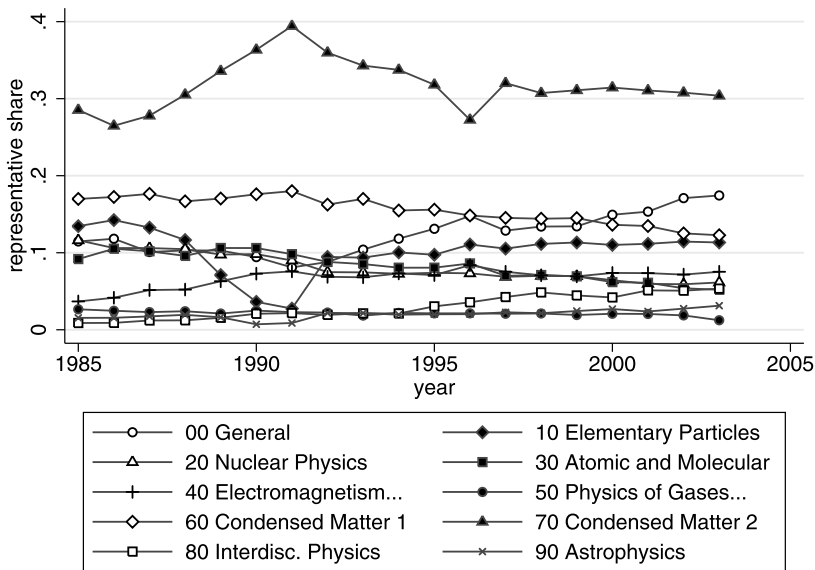 .4
.3
.2
.1
0
representative share
1985 1990 1995 2000 2005
year
00 General 10 Elementary Particles
20 Nuclear Physics 30 Atomic and Molecular
40 Electromagnetism... 50 Physics of Gases...
60 Condensed Matter 1 70 Condensed Matter 2
80 Interdisc. Physics 90 Astrophysics